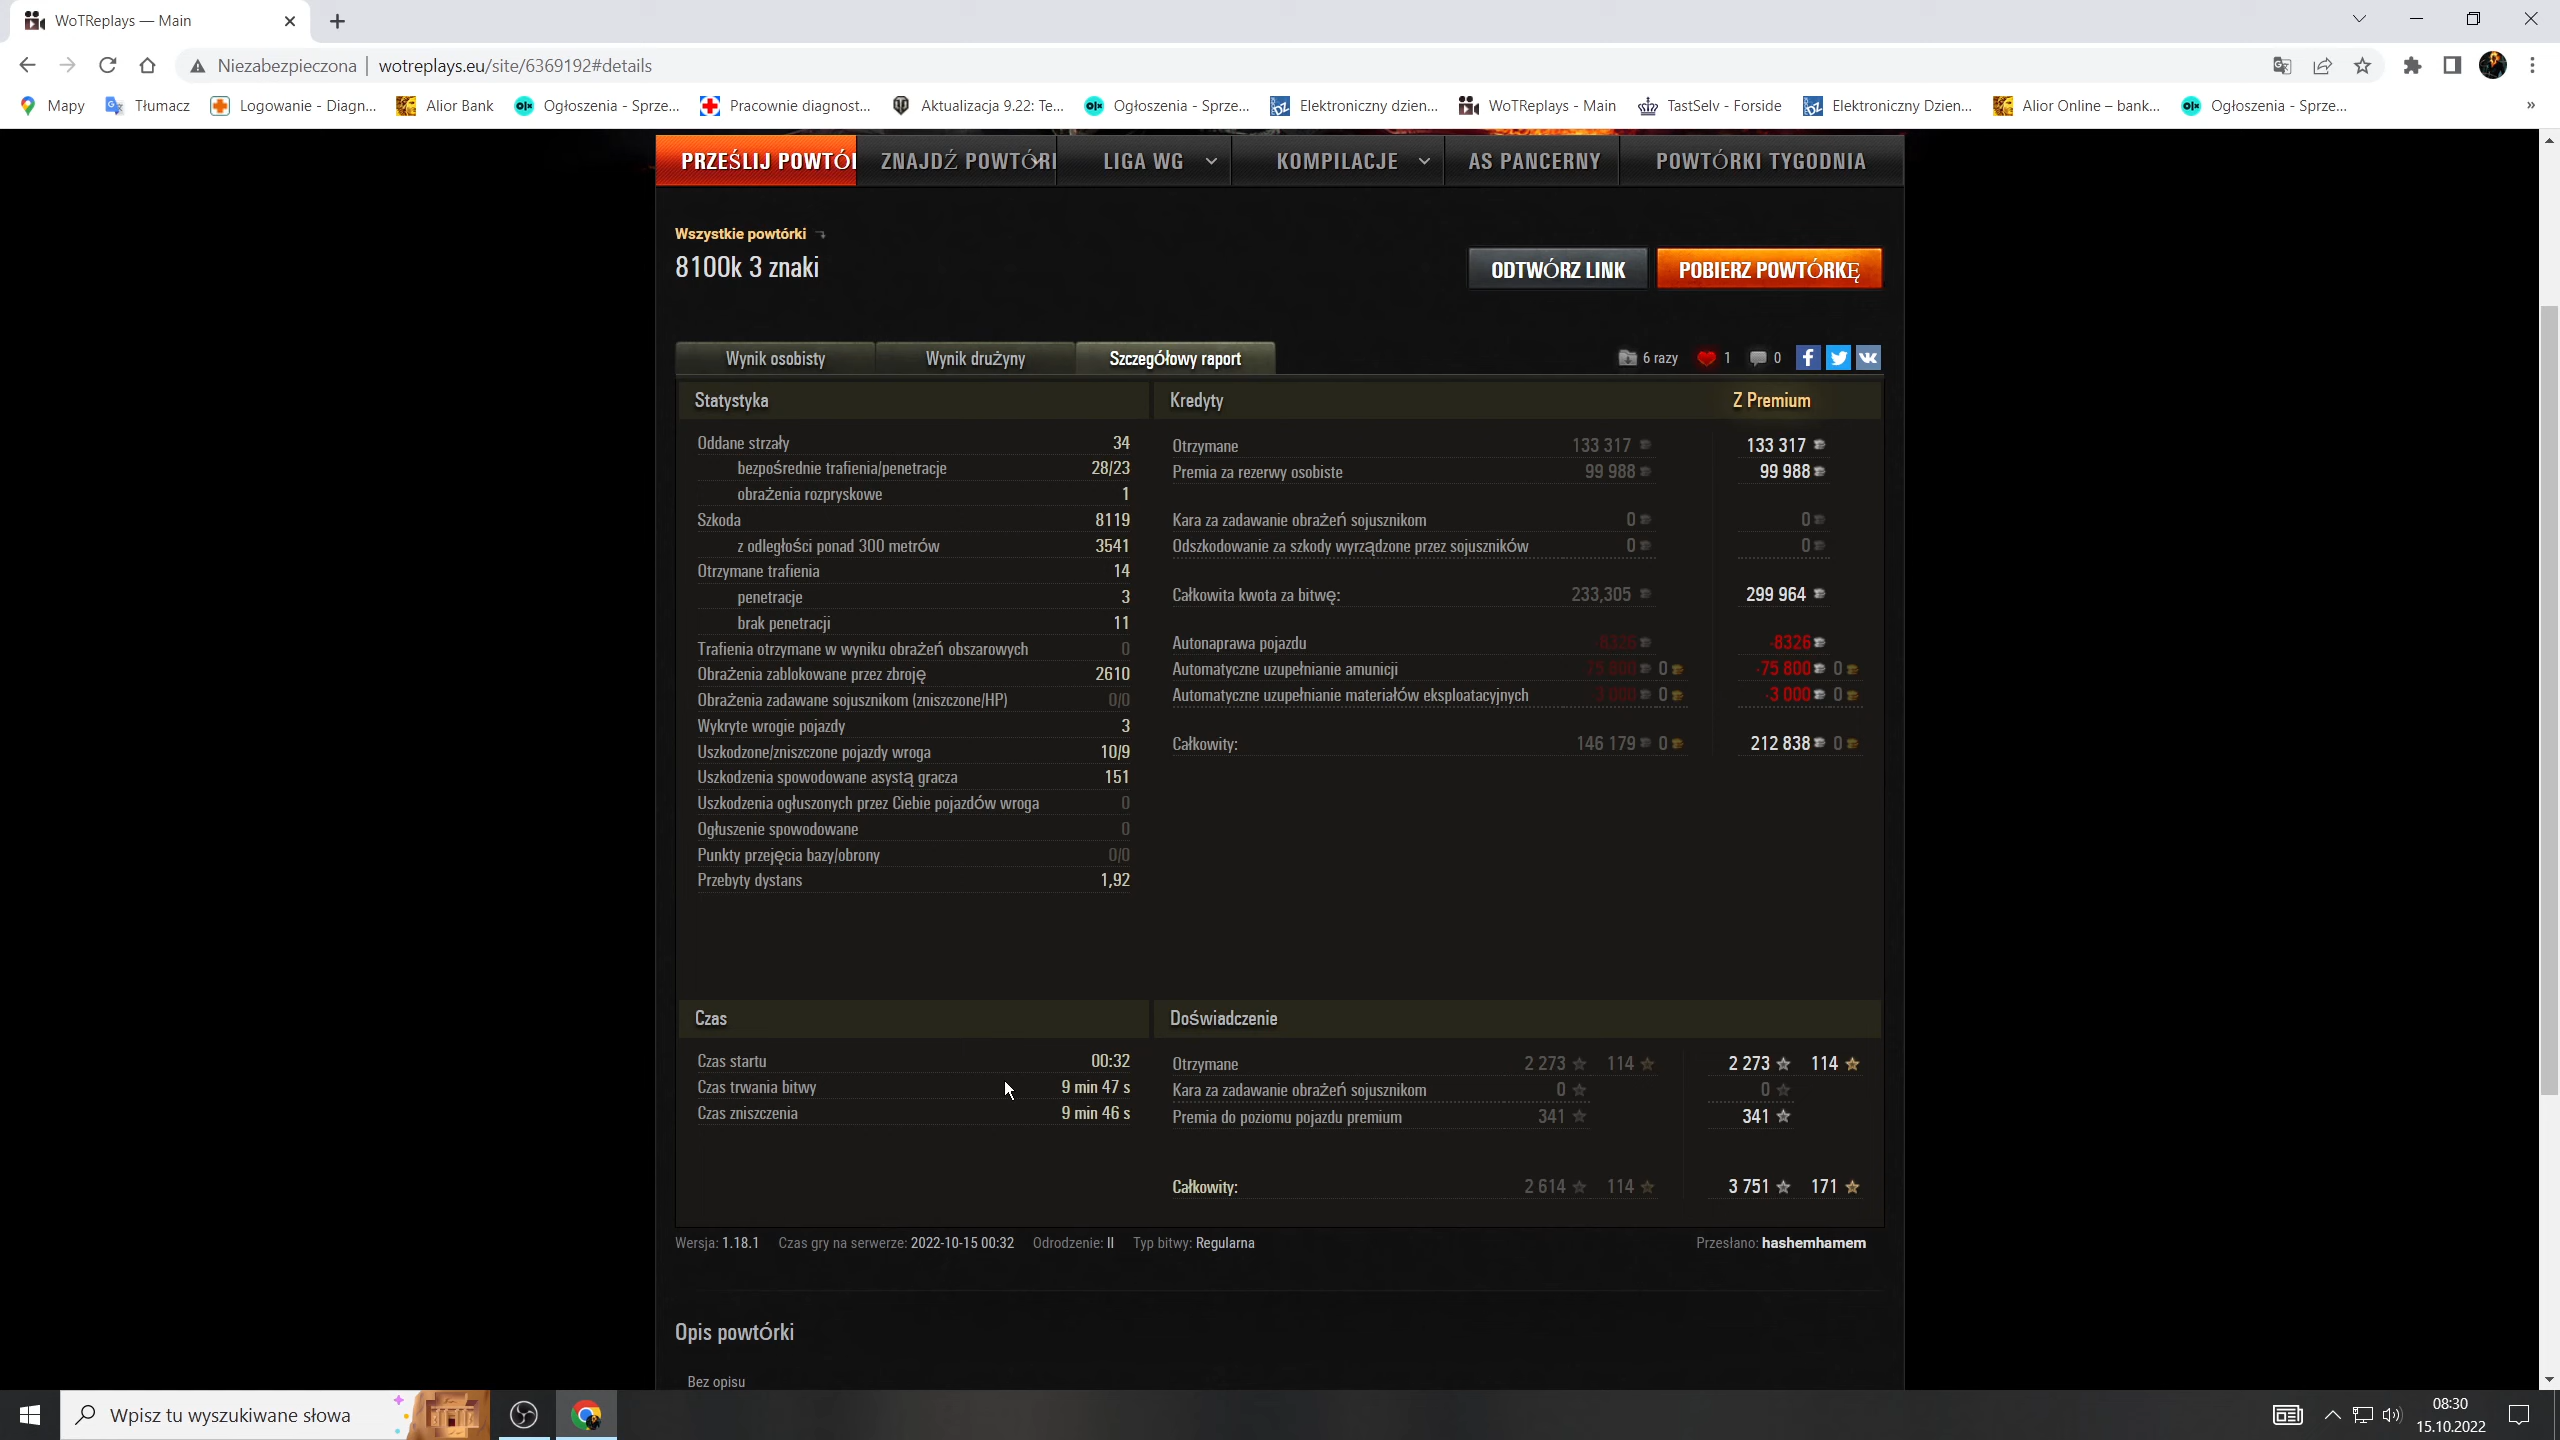 WoTReplays — Main
Niezabezpieczona | wotreplays.eu/site/6369192#details
Mapy Tłumacz Logowanie - Diagn... Alior Bank Ogłoszenia - Sprze... Pracownie diagnost... Aktualizacja 9.22: Te... Ogłoszenia - Sprze... Elektroniczny dzien... WoTReplays - Main TastSelv - Forside Elektroniczny Dzien... Alior Online – bank... Ogłoszenia - Sprze... »
PRZEŚLIJ POWTÓR ZNAJDŹ POWTÓRK LIGA WG KOMPILACJE AS PANCERNY POWTÓRKI TYGODNIA
Wszystkie powtórki
8100k 3 znaki
ODTWÓRZ LINK POBIERZ POWTÓRKĘ
Wynik osobisty Wynik drużyny Szczegółowy raport 6 razy 1 0
Statystyka
Oddane strzały 34
bezpośrednie trafienia/penetracje 28/23
obrażenia rozpryskowe 1
Szkoda 8119
z odległości ponad 300 metrów 3541
Otrzymane trafienia 14
penetracje 3
brak penetracji 11
Trafienia otrzymane w wyniku obrażeń obszarowych 0
Obrażenia zablokowane przez zbroję 2610
Obrażenia zadawane sojusznikom (zniszczone/HP) 0/0
Wykryte wrogie pojazdy 3
Uszkodzone/zniszczone pojazdy wroga 10/9
Uszkodzenia spowodowane asystą gracza 151
Uszkodzenia ogłuszonych przez Ciebie pojazdów wroga 0
Ogłuszenie spowodowane 0
Punkty przejęcia bazy/obrony 0/0
Przebyty dystans 1,92
Kredyty Z Premium
Otrzymane 133 317 133 317
Premia za rezerwy osobiste 99 988 99 988
Kara za zadawanie obrażeń sojusznikom 0 0
Odszkodowanie za szkody wyrządzone przez sojuszników 0 0
Całkowita kwota za bitwę: 233,305 299 964
Autonaprawa pojazdu -8326 -8326
Automatyczne uzupełnianie amunicji -75 800 0 -75 800 0
Automatyczne uzupełnianie materiałów eksploatacyjnych -3 000 0 -3 000 0
Całkowity: 146 179 0 212 838 0
Czas
Czas startu 00:32
Czas trwania bitwy 9 min 47 s
Czas zniszczenia 9 min 46 s
Doświadczenie
Otrzymane 2 273 114 2 273 114
Kara za zadawanie obrażeń sojusznikom 0 0
Premia do poziomu pojazdu premium 341 341
Całkowity: 2 614 114 3 751 171
Wersja: 1.18.1 Czas gry na serwerze: 2022-10-15 00:32 Odrodzenie: II Typ bitwy: Regularna Przesłano: hashemhamem
Opis powtórki
Bez opisu
Wpisz tu wyszukiwane słowa
08:30
15.10.2022